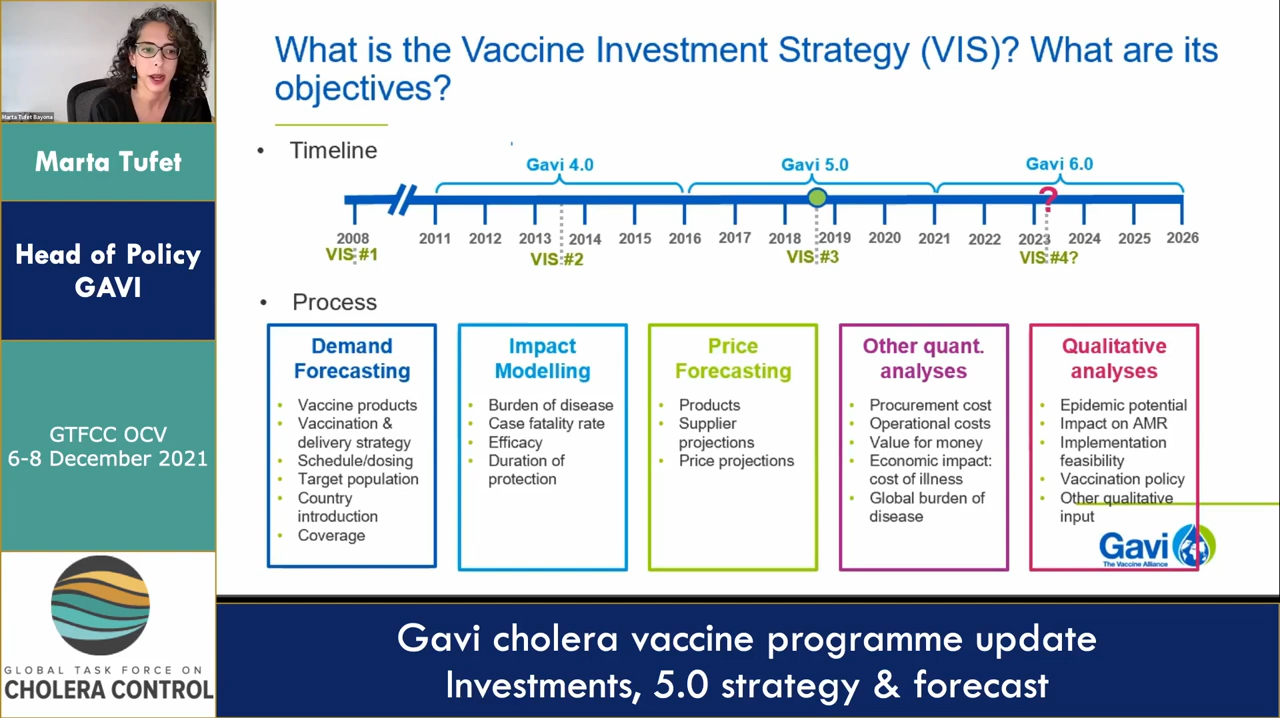 Marta Tufet Bayona
Marta Tufet
Head of Policy
GAVI
GTFCC OCV
6-8 December 2021
GLOBAL TASK FORCE ON
CHOLERA CONTROL
What is the Vaccine Investment Strategy (VIS)? What are its
objectives?
• Timeline
Gavi 4.0 Gavi 5.0 Gavi 6.0
?
2008 2011 2012 2013 2014 2015 2016 2017 2018 2019 2020 2021 2022 2023 2024 2025 2026
VIS #1 VIS #2 VIS #3 VIS #4?
• Process
Demand
Forecasting
• Vaccine products
• Vaccination &
delivery strategy
• Schedule/dosing
• Target population
• Country
introduction
• Coverage
Impact
Modelling
• Burden of disease
• Case fatality rate
• Efficacy
• Duration of
protection
Price
Forecasting
• Products
• Supplier
projections
• Price projections
Other quant.
analyses
• Procurement cost
• Operational costs
• Value for money
• Economic impact:
cost of illness
• Global burden of
disease
Qualitative
analyses
• Epidemic potential
• Impact on AMR
• Implementation
feasibility
• Vaccination policy
• Other qualitative
input
Gavi
The Vaccine Alliance
Gavi cholera vaccine programme update
Investments, 5.0 strategy & forecast